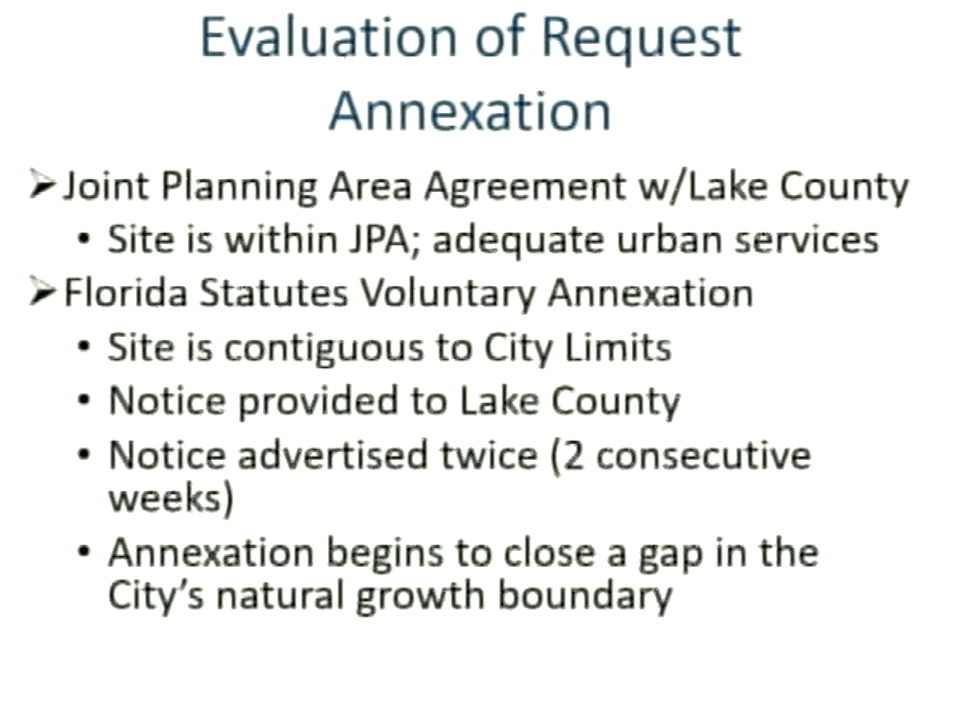 Evaluation of Request
Annexation
➢Joint Planning Area Agreement w/Lake County
• Site is within JPA; adequate urban services
➢Florida Statutes Voluntary Annexation
• Site is contiguous to City Limits
• Notice provided to Lake County
• Notice advertised twice (2 consecutive
weeks)
• Annexation begins to close a gap in the
City's natural growth boundary